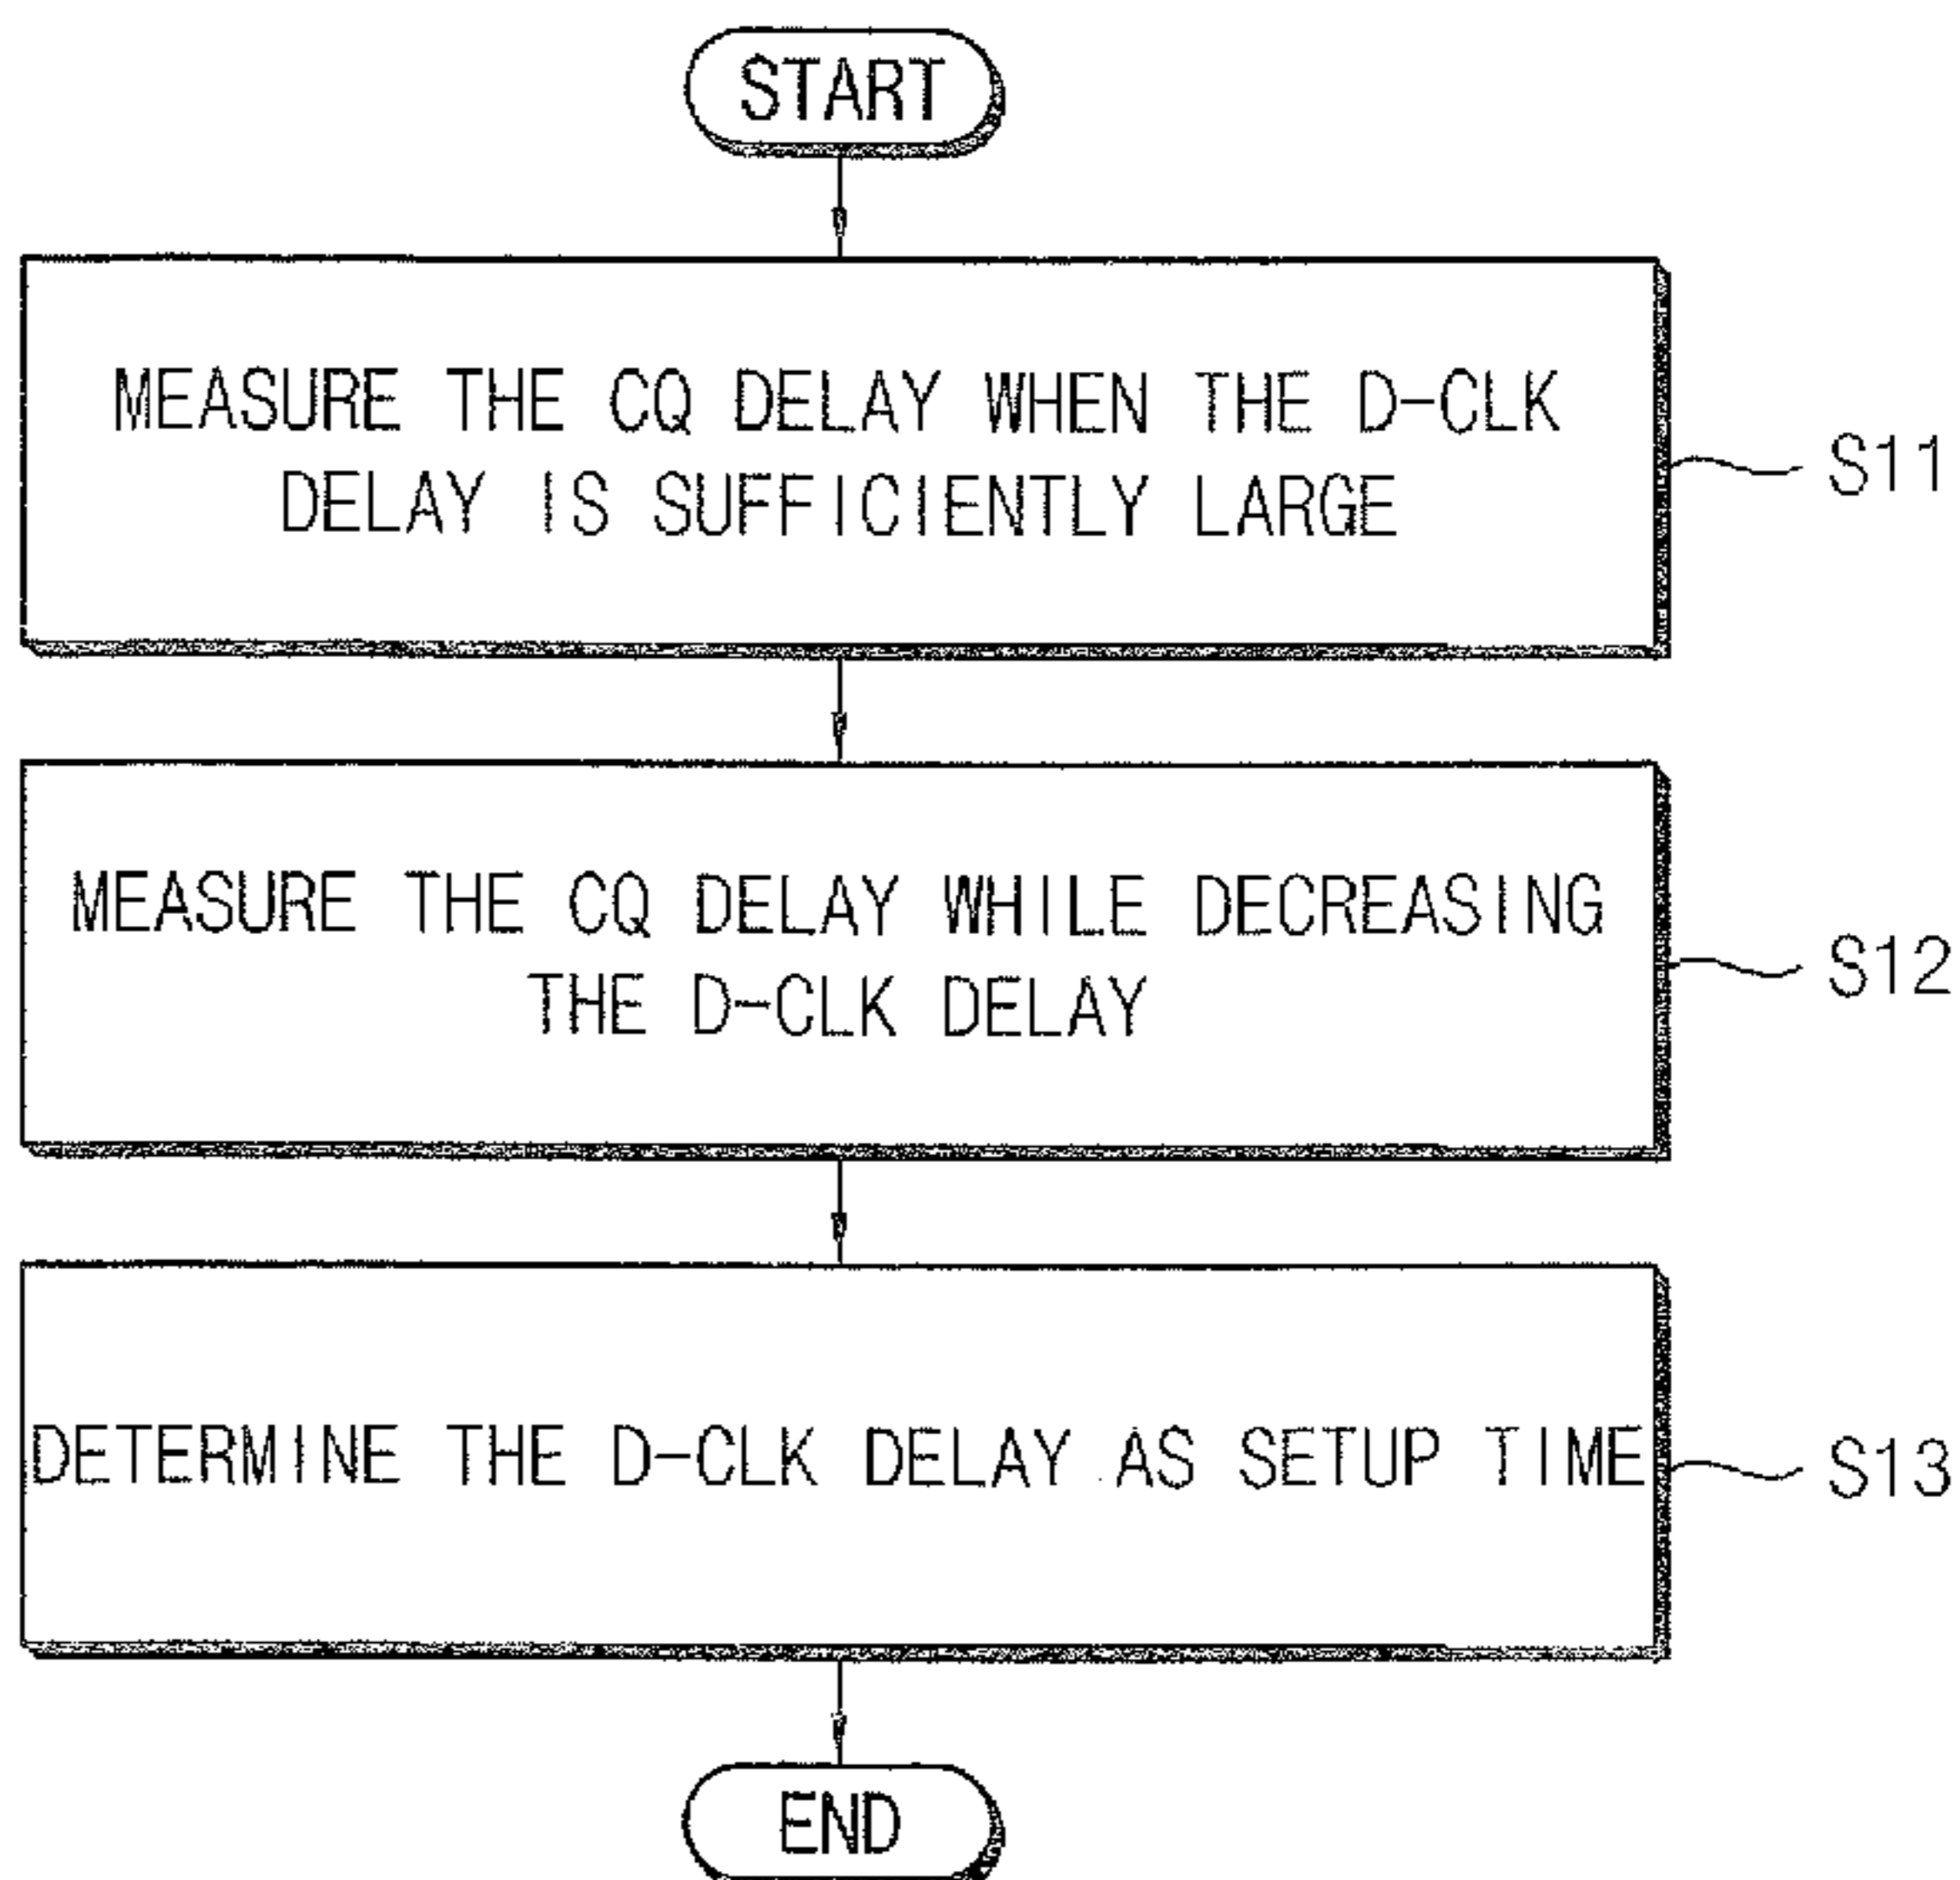 START
MEASURE THE CQ DELAY WHEN THE D-CLK
DELAY IS SUFFICIENTLY LARGE
S11
MEASURE THE CQ DELAY WHILE DECREASING
THE D-CLK DELAY
S12
DETERMINE THE D-CLK DELAY AS SETUP TIME
S13
END